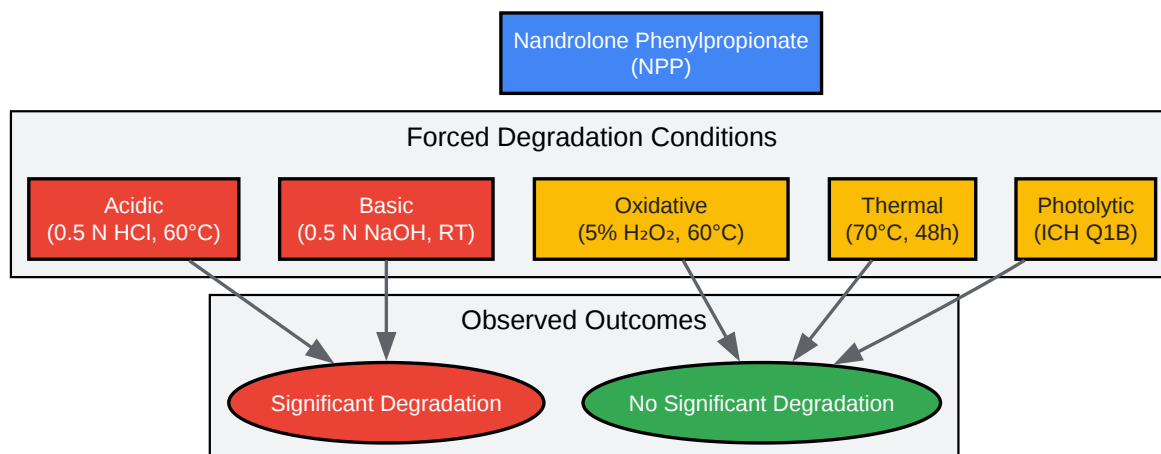 Nandrolone Phenylpropionate
(NPP)
Forced Degradation Conditions
Acidic
(0.5 N HCl, 60°C)
Basic
(0.5 N NaOH, RT)
Oxidative
(5% H₂O₂, 60°C)
Thermal
(70°C, 48h)
Photolytic
(ICH Q1B)
Observed Outcomes
Significant Degradation
No Significant Degradation